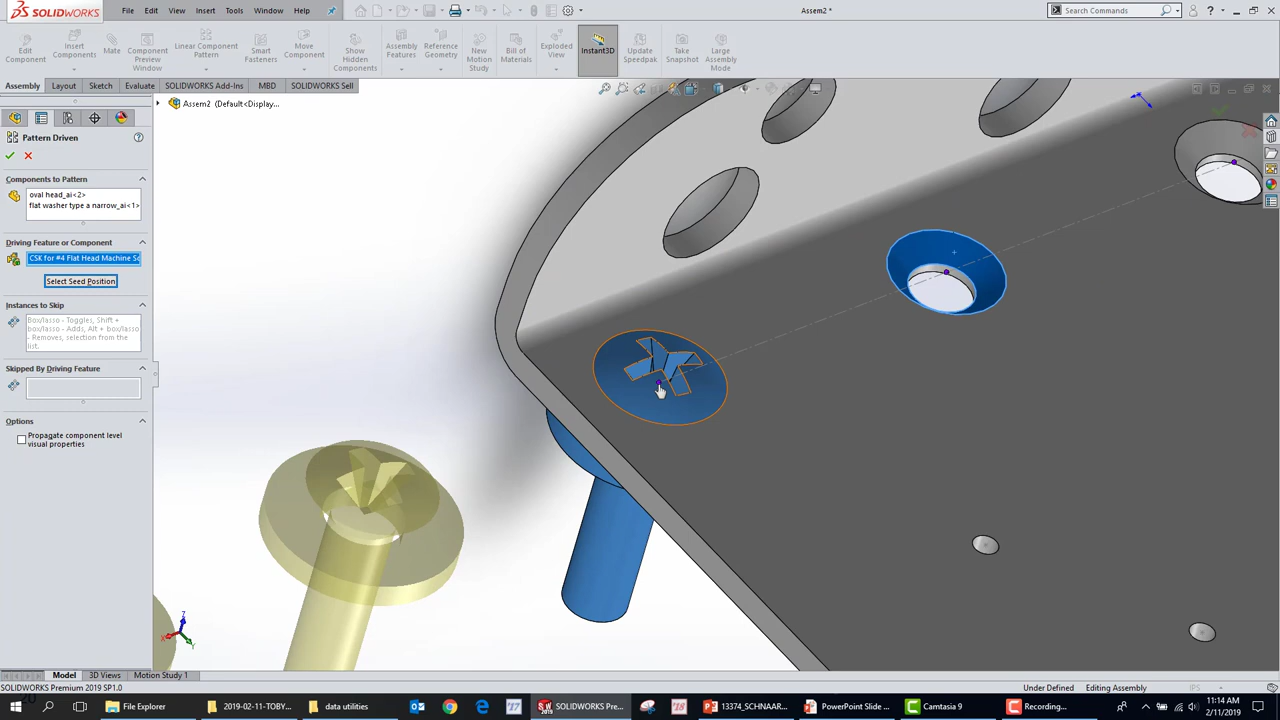 SOLIDWORKS
File Edit View Insert Tools Window Help
Assem2 *
Search Commands
Edit Component
Insert Components
Mate
Component Preview Window
Linear Component Pattern
Smart Fasteners
Move Component
Show Hidden Components
Assembly Features
Reference Geometry
New Motion Study
Bill of Materials
Exploded View
Instant3D
Update Speedpak
Take Snapshot
Large Assembly Mode
Assembly Layout Sketch Evaluate SOLIDWORKS Add-Ins MBD SOLIDWORKS Sell
Assem2 (Default<Display...
Pattern Driven
Components to Pattern
oval head_ai<2>
flat washer type a narrow_ai<1>
Driving Feature or Component
CSK for #4 Flat Head Machine Sc
Select Seed Position
Instances to Skip
Box/lasso - Toggles, Shift +
box/lasso - Adds, Alt + box/lasso
- Removes, selection from the
list.
Skipped By Driving Feature
Options
Propagate component level
visual properties
Z
X
Y
Model 3D Views Motion Study 1
SOLIDWORKS Premium 2019 SP1.0
Under Defined
Editing Assembly
IPS
20
File Explorer
2019-02-11-TOBY...
data utilities
'17
SW 2019
SOLIDWORKS Pre...
'18
13374_SCHNAAR...
PowerPoint Slide ...
Camtasia 9
Recording...
11:14 AM
2/11/2019